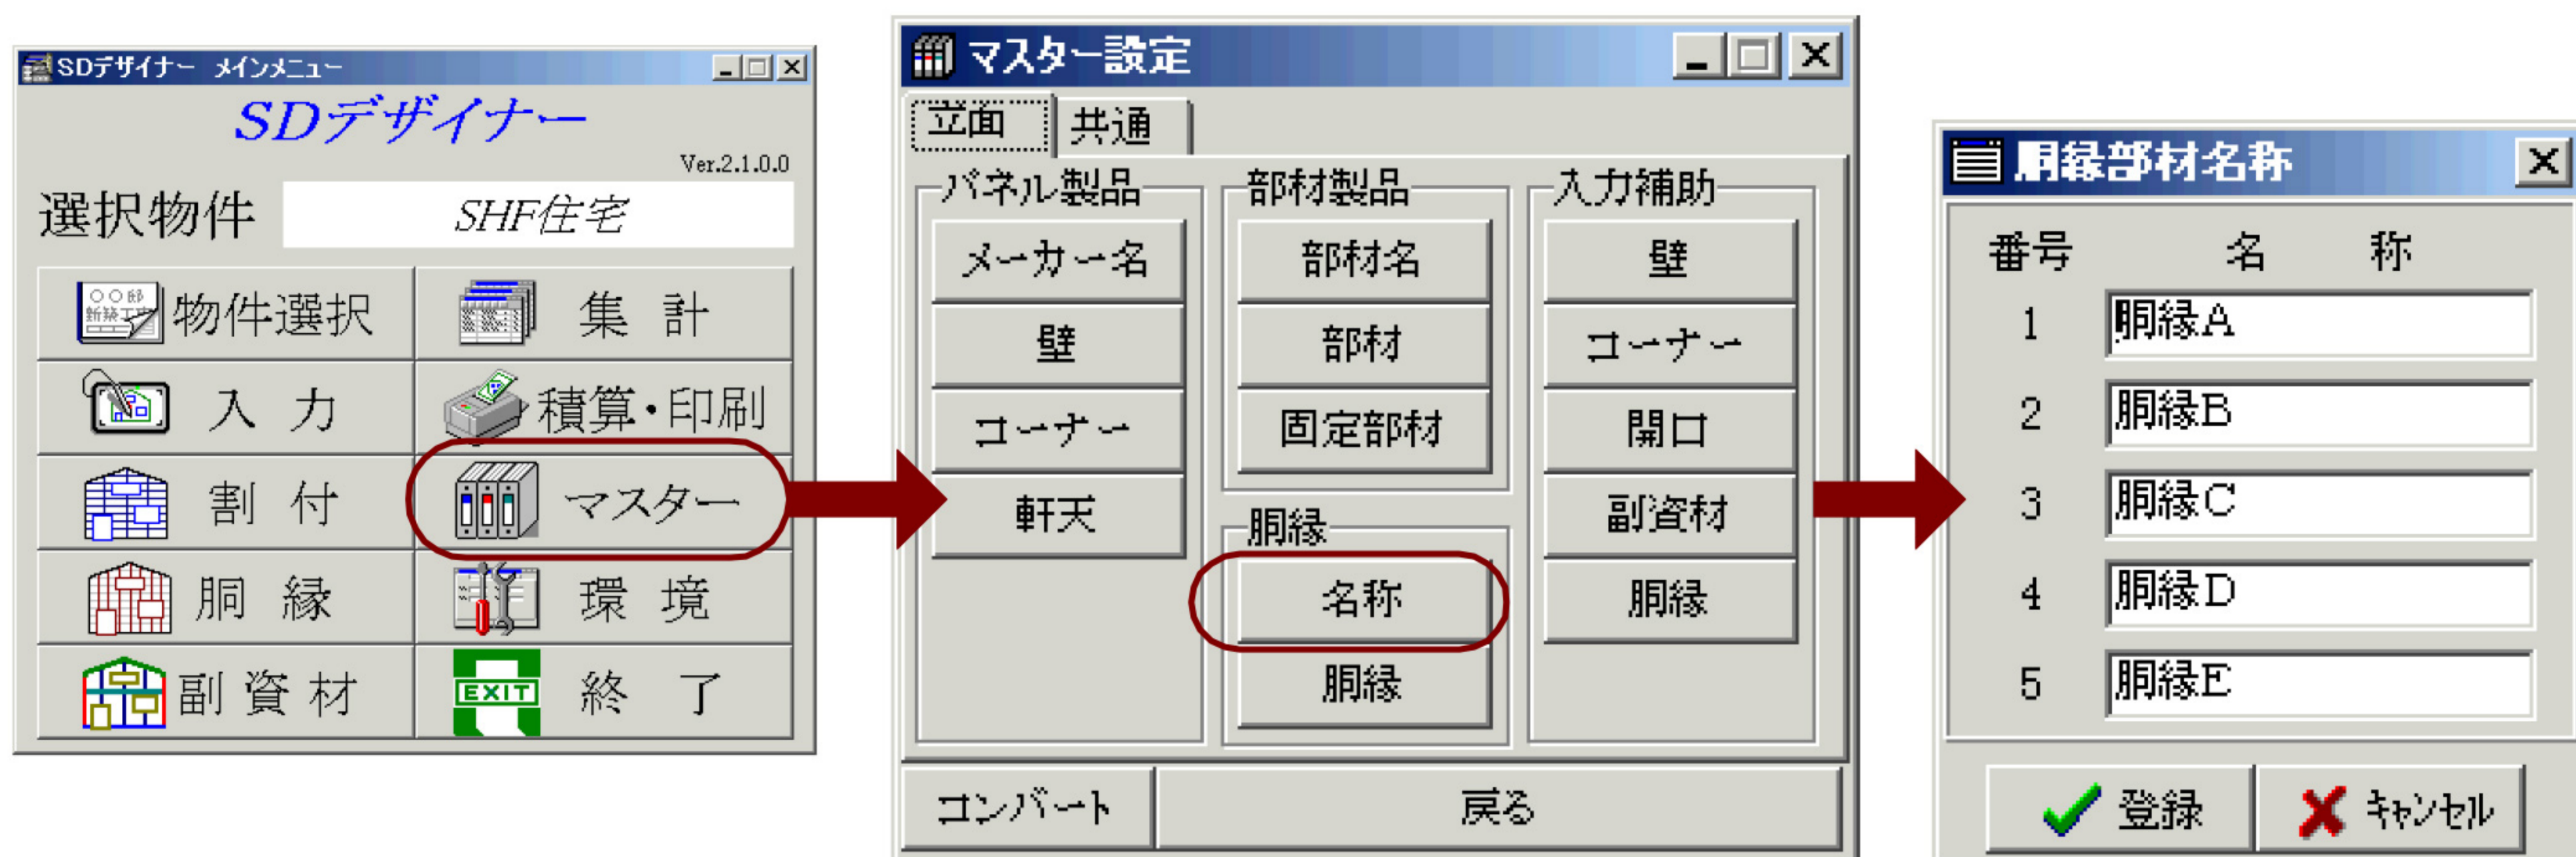 SDデザイナー メインメニュー
SDデザイナー
Ver.2.1.0.0
選択物件 SHF住宅
物件選択 集計
入力 積算・印刷
割付 マスター
胴縁 環境
副資材 EXIT 終了
マスター設定
立面 共通
パネル製品
メーカー名
壁
コーナー
軒天
部材製品
部材名
部材
固定部材
胴縁
名称
胴縁
入力補助
壁
コーナー
開口
副資材
胴縁
コンバート 戻る
胴縁部材名称
番号 名称
1 胴縁A
2 胴縁B
3 胴縁C
4 胴縁D
5 胴縁E
登録 キャンセル